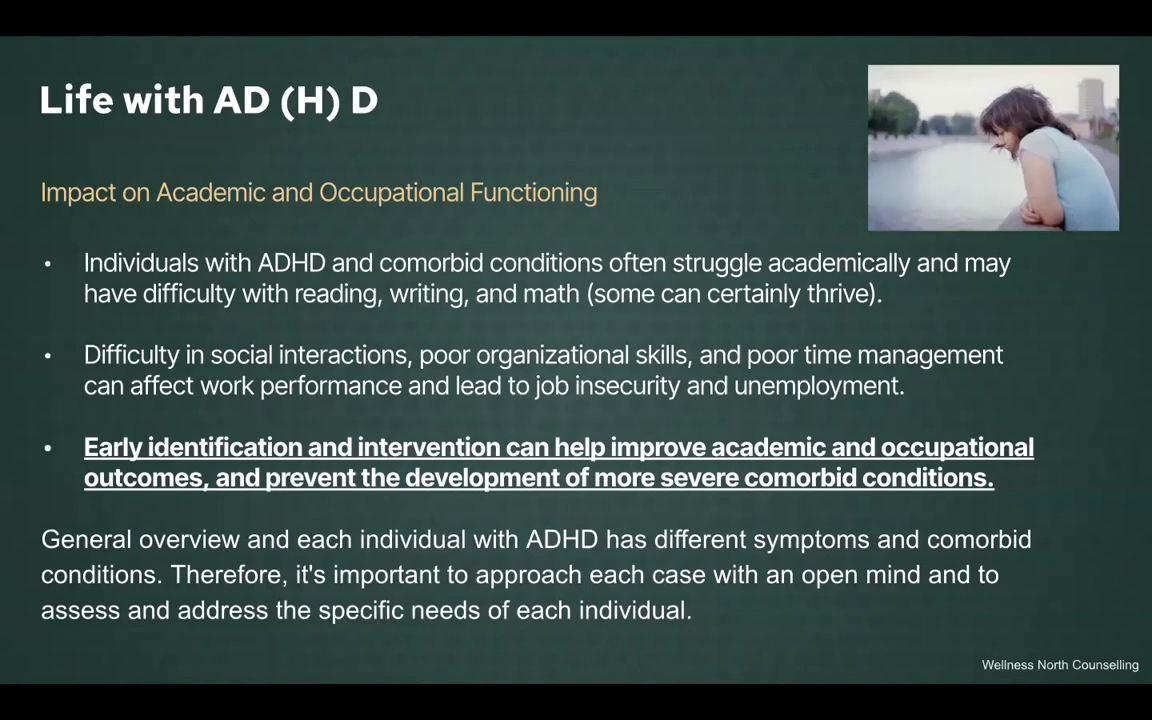 Life with AD (H) D
Impact on Academic and Occupational Functioning
• Individuals with ADHD and comorbid conditions often struggle academically and may
have difficulty with reading, writing, and math (some can certainly thrive).
• Difficulty in social interactions, poor organizational skills, and poor time management
can affect work performance and lead to job insecurity and unemployment.
• Early identification and intervention can help improve academic and occupational
outcomes, and prevent the development of more severe comorbid conditions.
General overview and each individual with ADHD has different symptoms and comorbid
conditions. Therefore, it's important to approach each case with an open mind and to
assess and address the specific needs of each individual.
Wellness North Counselling